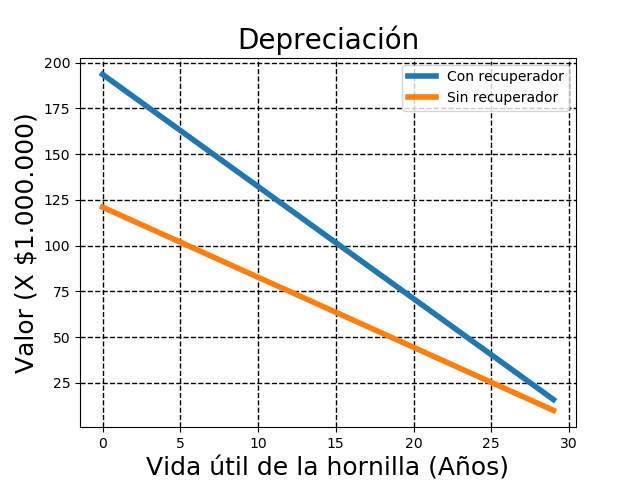 Depreciación
Con recuperador
Sin recuperador
Valor (X $1.000.000)
200
175
150
125
100
75
50
25
0 5 10 15 20 25 30
Vida útil de la hornilla (Años)